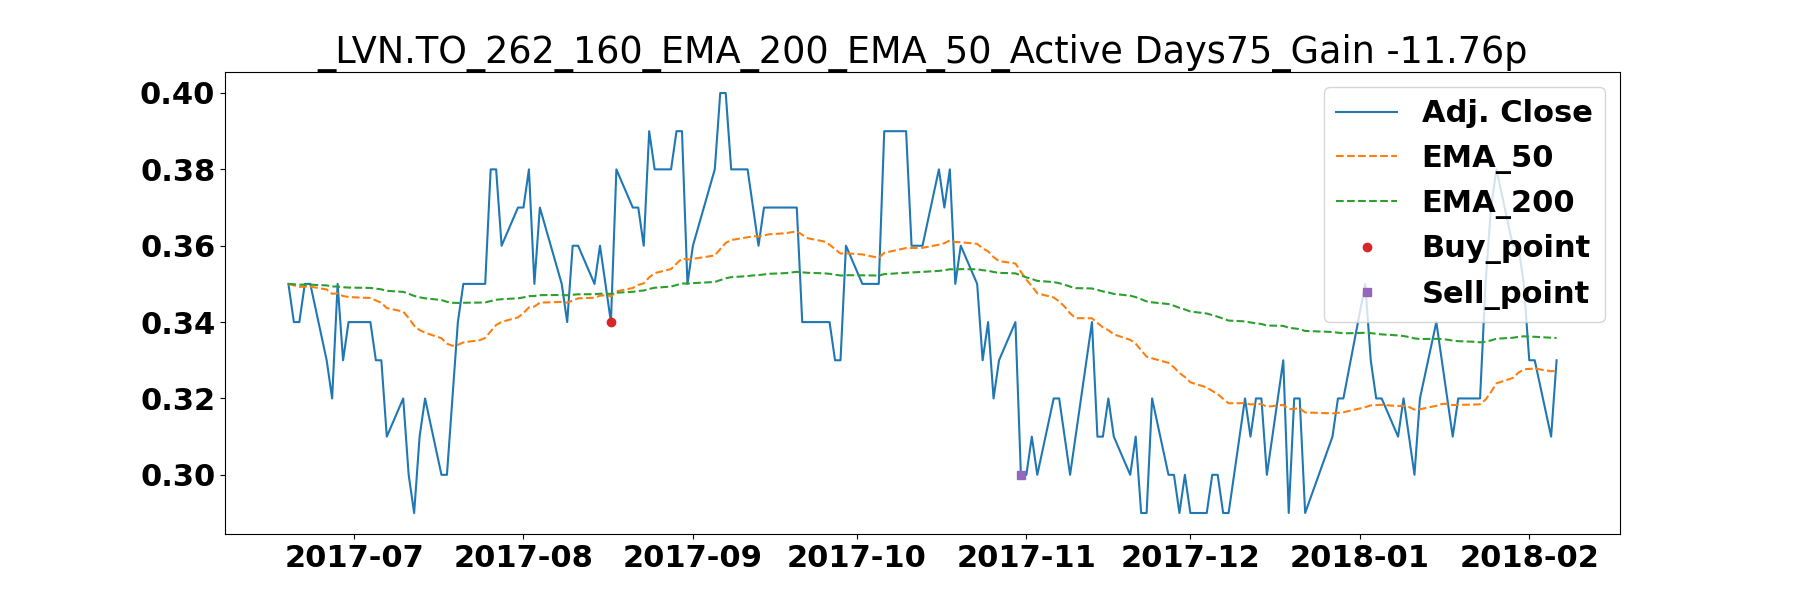 _LVN.TO_262_160_EMA_200_EMA_50_Active Days75_Gain -11.76p
0.40
0.38
0.36
0.34
0.32
0.30
Adj. Close
EMA_50
EMA_200
Buy_point
Sell_point
2017-07 2017-08 2017-09 2017-10 2017-11 2017-12 2018-01 2018-02